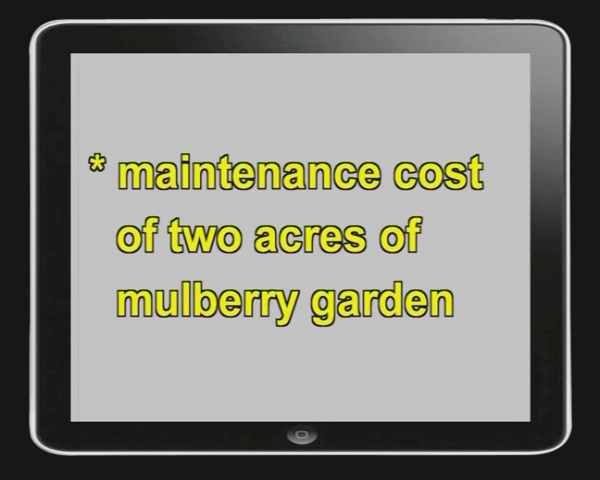 * maintenance cost
of two acres of
mulberry garden